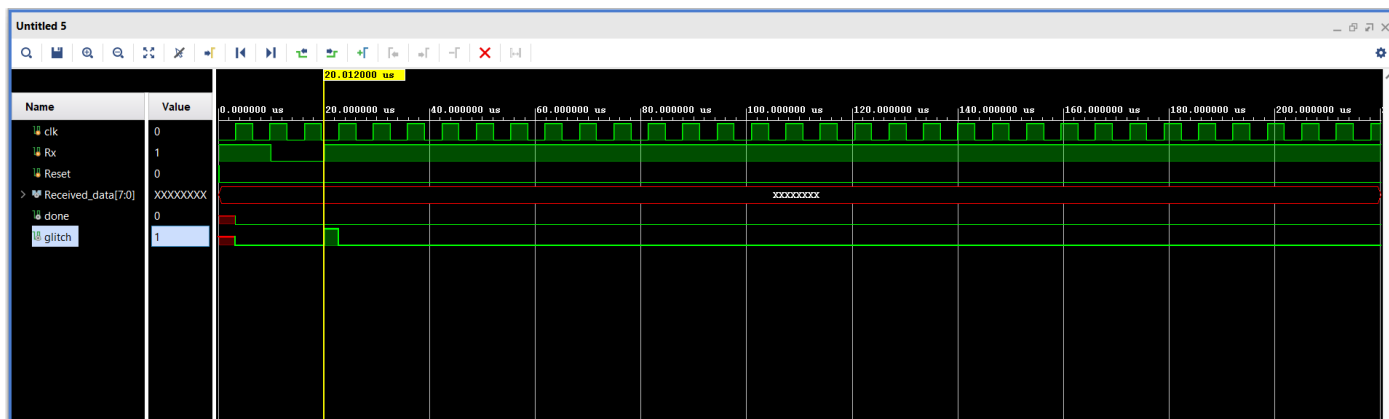 Untitled 5
20.012000 us
Name Value
0.000000 us 20.000000 us 40.000000 us 60.000000 us 80.000000 us 100.000000 us 120.000000 us 140.000000 us 160.000000 us 180.000000 us 200.000000 us
clk 0
Rx 1
Reset 0
Received_data[7:0] XXXXXXXX XXXXXXXX
done 0
glitch 1